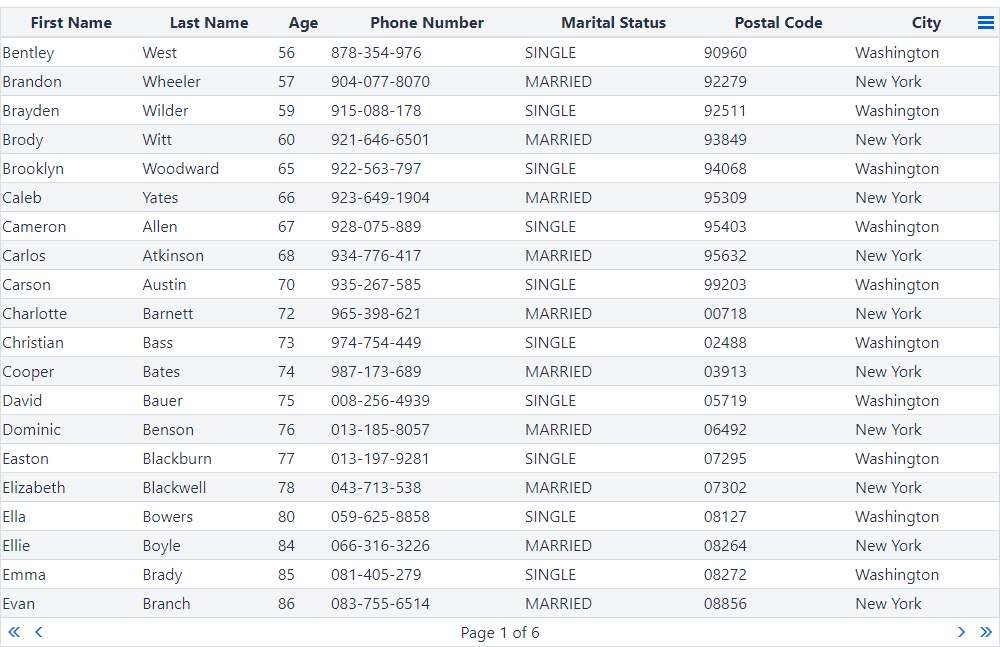 First Name Last Name Age Phone Number Marital Status Postal Code City
Bentley West 56 878-354-976 SINGLE 90960 Washington
Brandon Wheeler 57 904-077-8070 MARRIED 92279 New York
Brayden Wilder 59 915-088-178 SINGLE 92511 Washington
Brody Witt 60 921-646-6501 MARRIED 93849 New York
Brooklyn Woodward 65 922-563-797 SINGLE 94068 Washington
Caleb Yates 66 923-649-1904 MARRIED 95309 New York
Cameron Allen 67 928-075-889 SINGLE 95403 Washington
Carlos Atkinson 68 934-776-417 MARRIED 95632 New York
Carson Austin 70 935-267-585 SINGLE 99203 Washington
Charlotte Barnett 72 965-398-621 MARRIED 00718 New York
Christian Bass 73 974-754-449 SINGLE 02488 Washington
Cooper Bates 74 987-173-689 MARRIED 03913 New York
David Bauer 75 008-256-4939 SINGLE 05719 Washington
Dominic Benson 76 013-185-8057 MARRIED 06492 New York
Easton Blackburn 77 013-197-9281 SINGLE 07295 Washington
Elizabeth Blackwell 78 043-713-538 MARRIED 07302 New York
Ella Bowers 80 059-625-8858 SINGLE 08127 Washington
Ellie Boyle 84 066-316-3226 MARRIED 08264 New York
Emma Brady 85 081-405-279 SINGLE 08272 Washington
Evan Branch 86 083-755-6514 MARRIED 08856 New York
Page 1 of 6